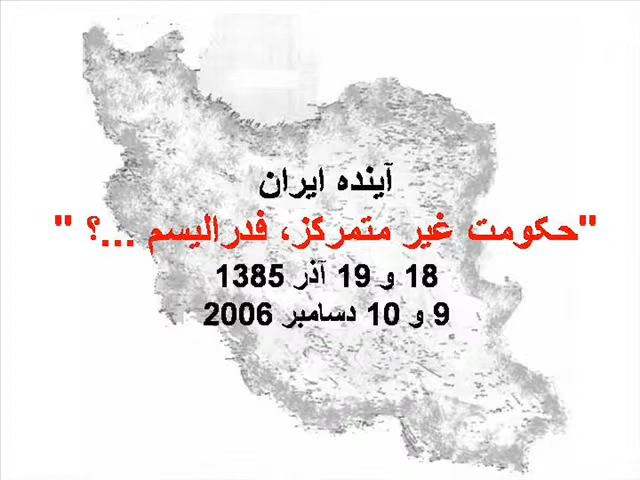 آینده ایران
"حکومت غیر متمرکز، فدرالیسم ...؟ "
18 و 19 آذر 1385
9 و 10 دسامبر 2006